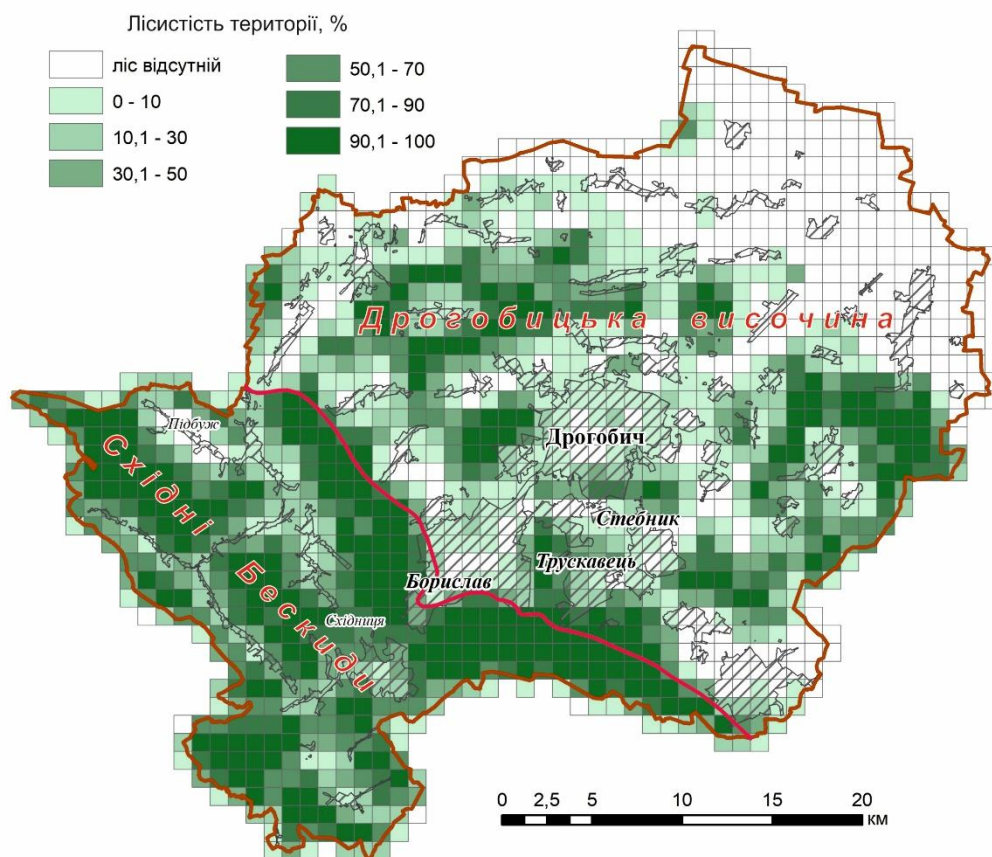 Лісистість території, %
ліс відсутній
0 - 10
10,1 - 30
30,1 - 50
50,1 - 70
70,1 - 90
90,1 - 100
Дрогобицька височина
Підбуж
Дрогобич
Східні
Стебник
Трускавець
Борислав
Бескиди
Східниця
0 2,5 5 10 15 20
км